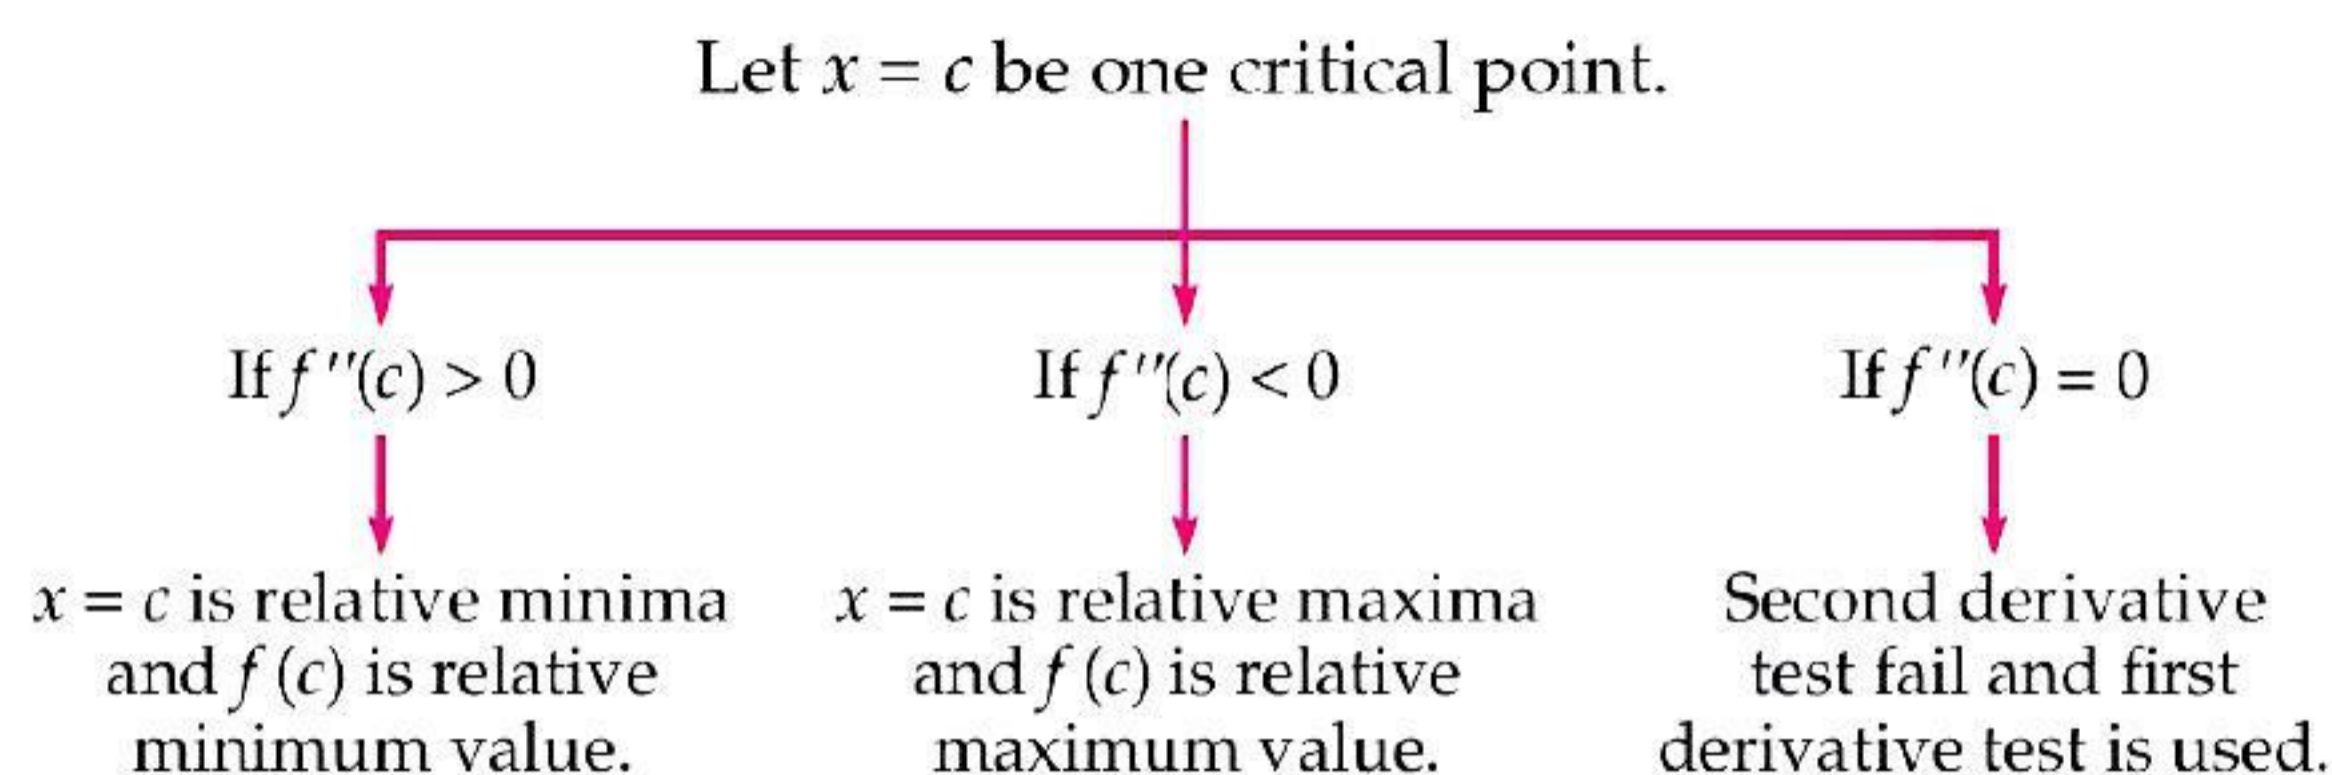 Let x = c be one critical point.
If f ″(c) > 0
If f ″(c) < 0
If f ″(c) = 0
x = c is relative minima
and f (c) is relative
minimum value.
x = c is relative maxima
and f (c) is relative
maximum value.
Second derivative
test fail and first
derivative test is used.